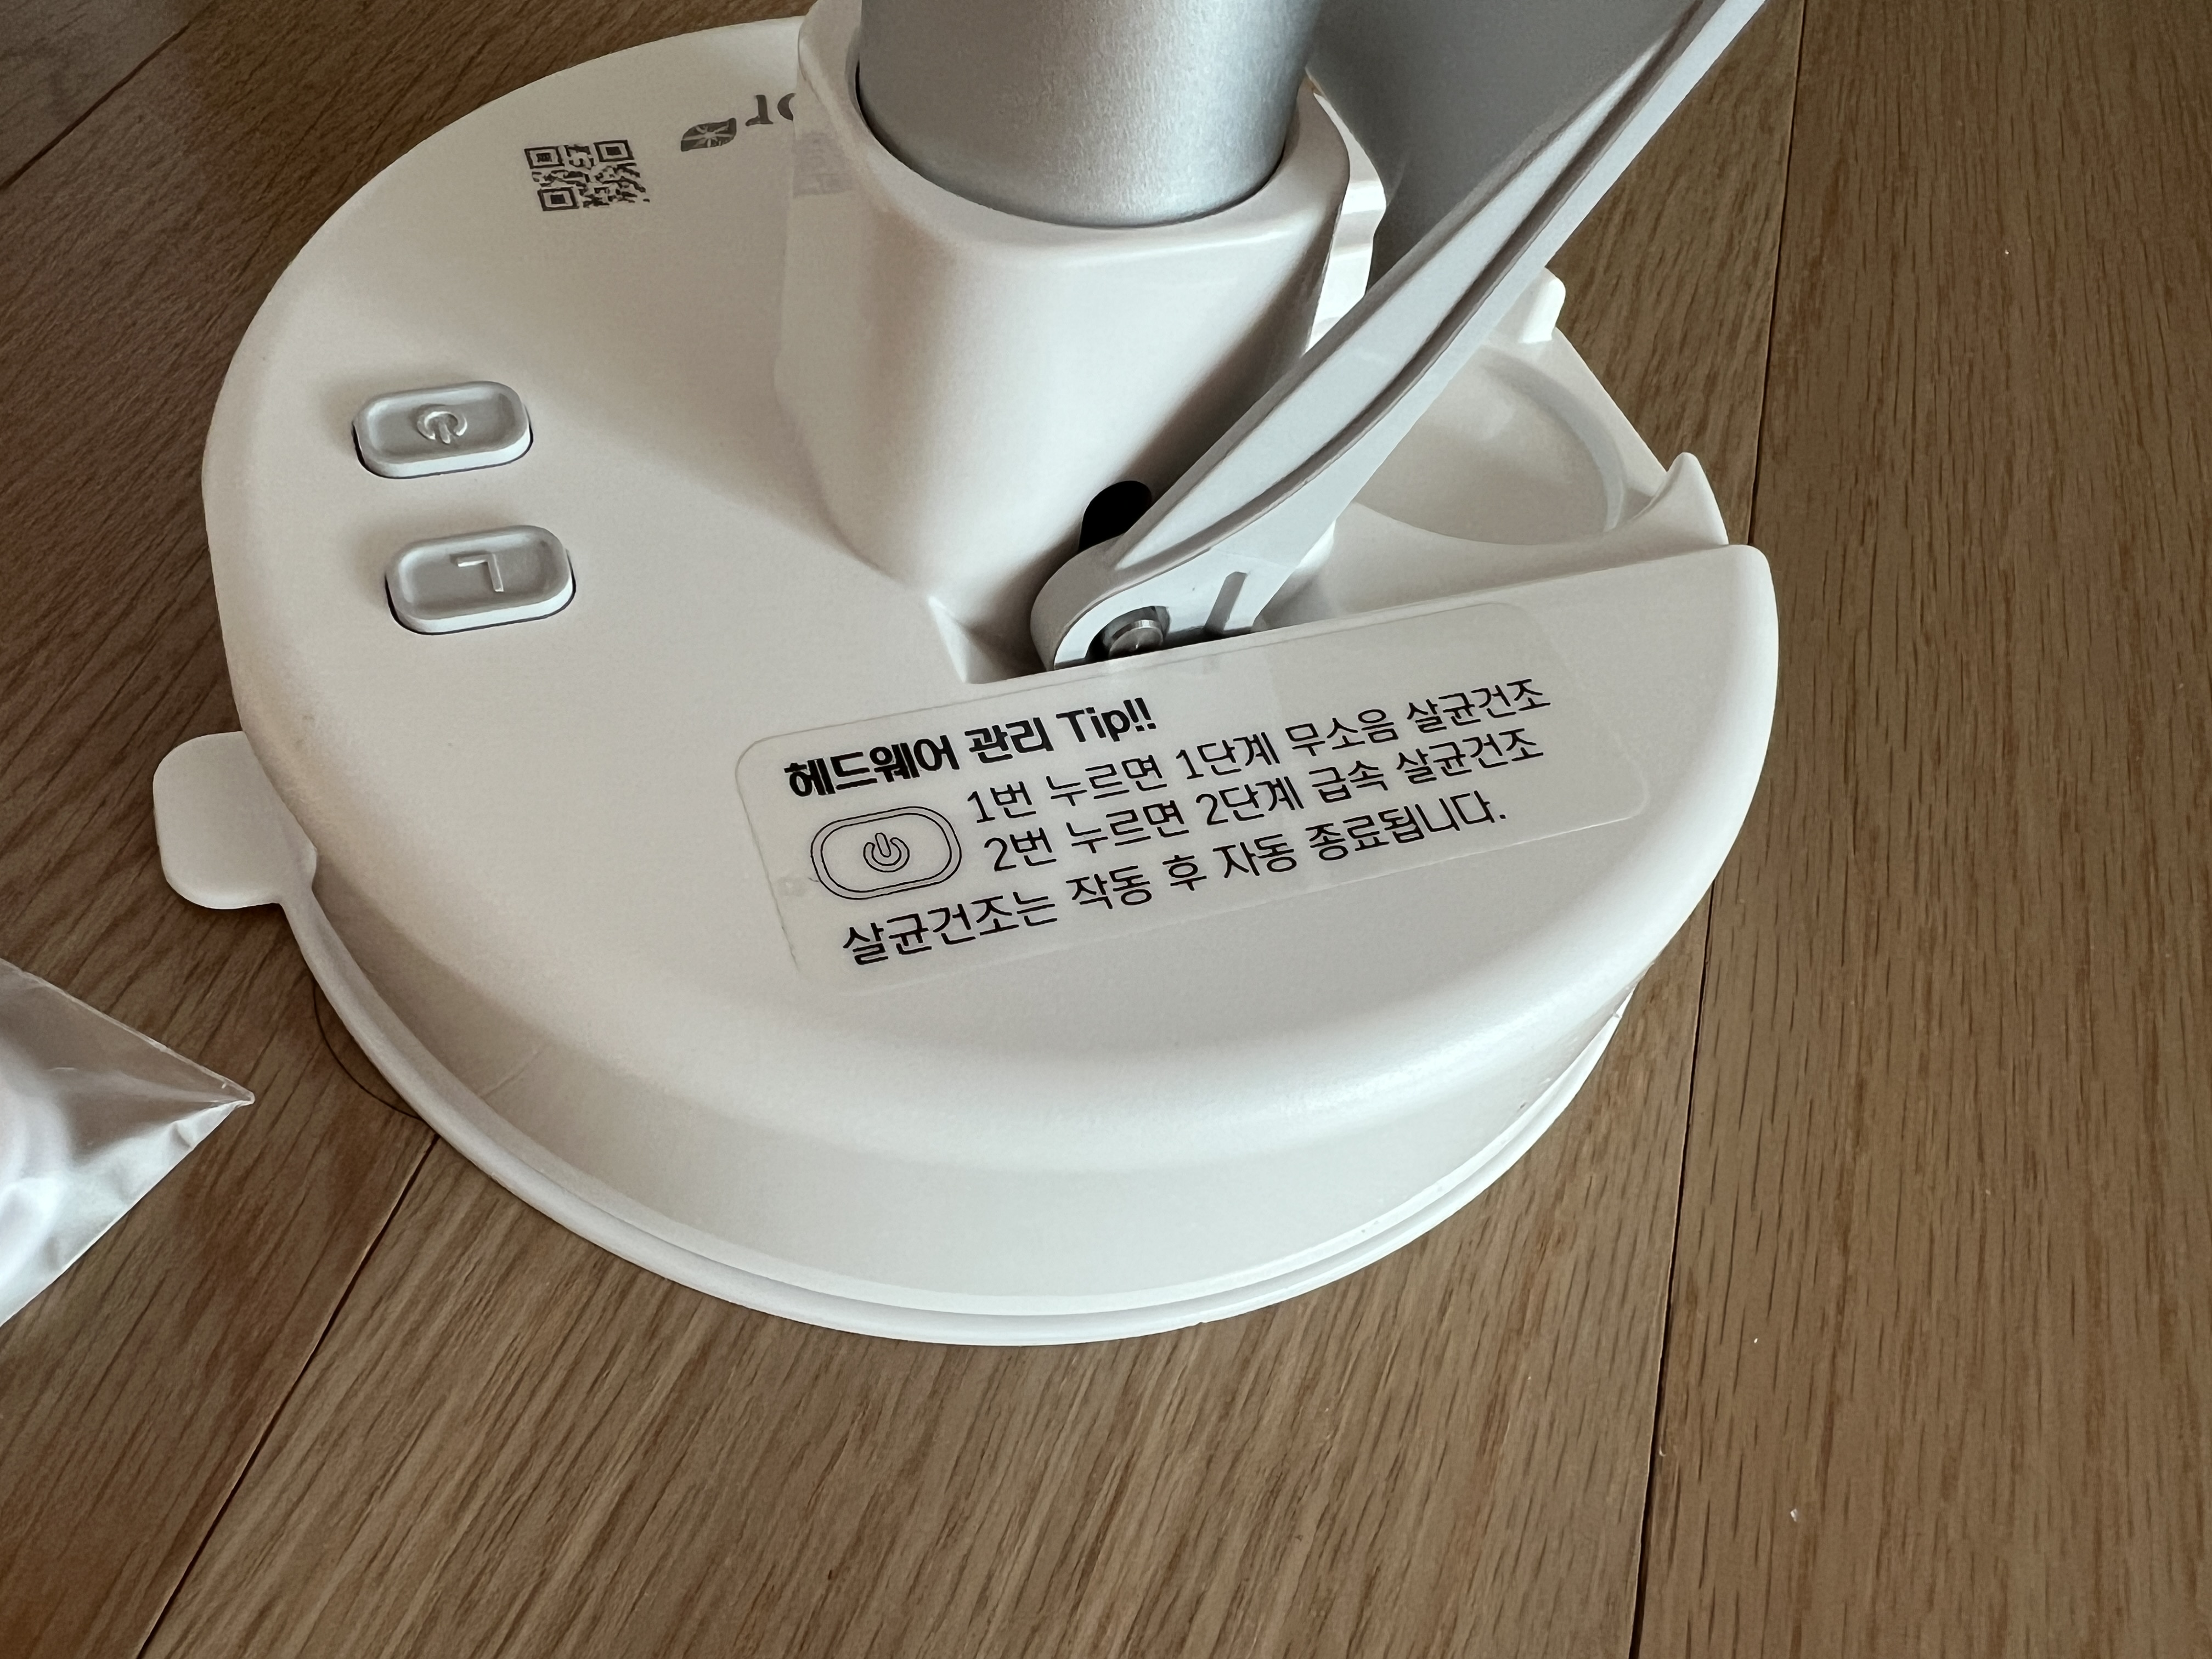 헤드웨어 관리 Tip!!
1번 누르면 1단계 무소음 살균건조
2번 누르면 2단계 급속 살균건조
살균건조는 작동 후 자동 종료됩니다.